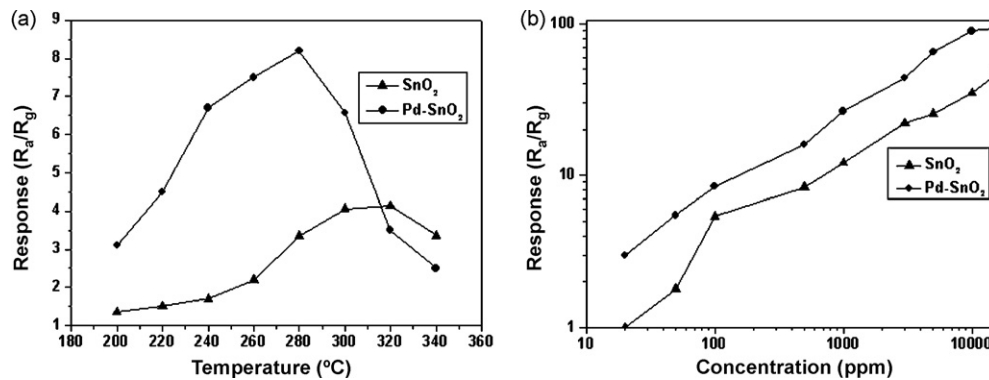 (a)
9
8
7
6
5
4
3
2
1
Response (Ra/Rg)
SnO2
Pd-SnO2
180 200 220 240 260 280 300 320 340 360
Temperature (ºC)
(b)
100
10
1
Response (Ra/Rg)
SnO2
Pd-SnO2
10 100 1000 10000
Concentration (ppm)